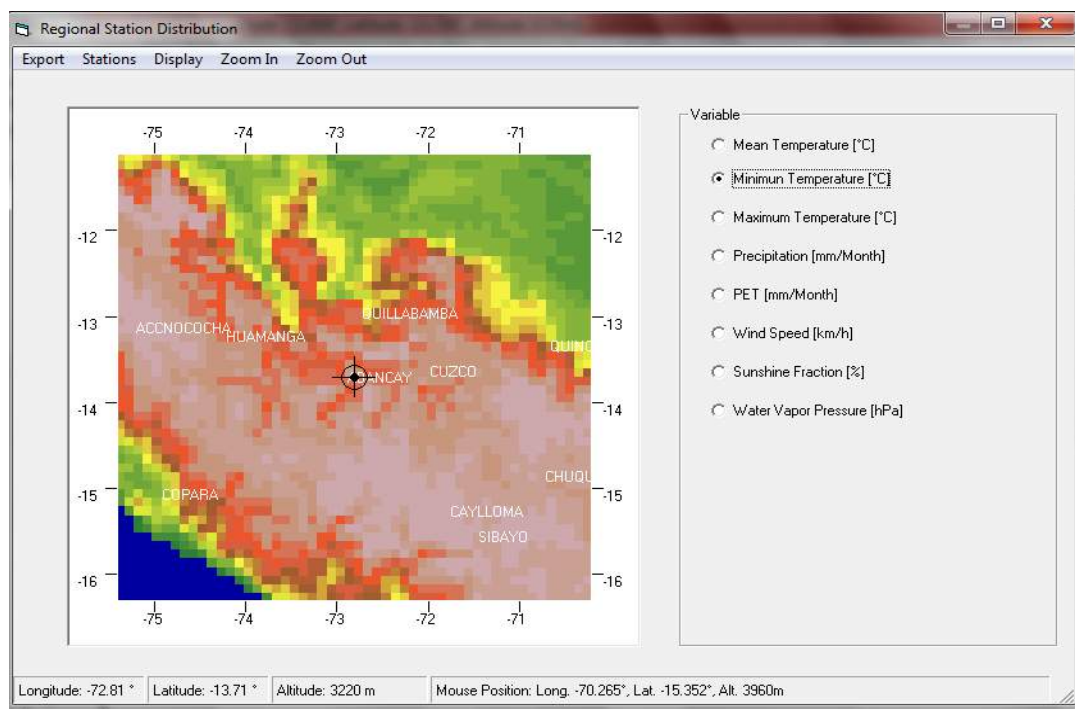 Regional Station Distribution
Export Stations Display Zoom In Zoom Out
Variable
-75 -74 -73 -72 -71
Mean Temperature [°C]
Minimun Temperature [°C]
Maximum Temperature [°C]
Precipitation [mm/Month]
PET [mm/Month]
Wind Speed [km/h]
Sunshine Fraction [%]
Water Vapor Pressure [hPa]
-12 -12
-13 QUILLABAMBA -13
ACCNOCOCHA HUAMANGA QUINC
BANCAY CUZCO
-14 -14
CHUQU
-15 COPARA -15
CAYLLOMA
SIBAYO
-16 -16
-75 -74 -73 -72 -71
Longitude: -72.81 ° Latitude: -13.71 ° Altitude: 3220 m Mouse Position: Long. -70.265°, Lat. -15.352°, Alt. 3960m